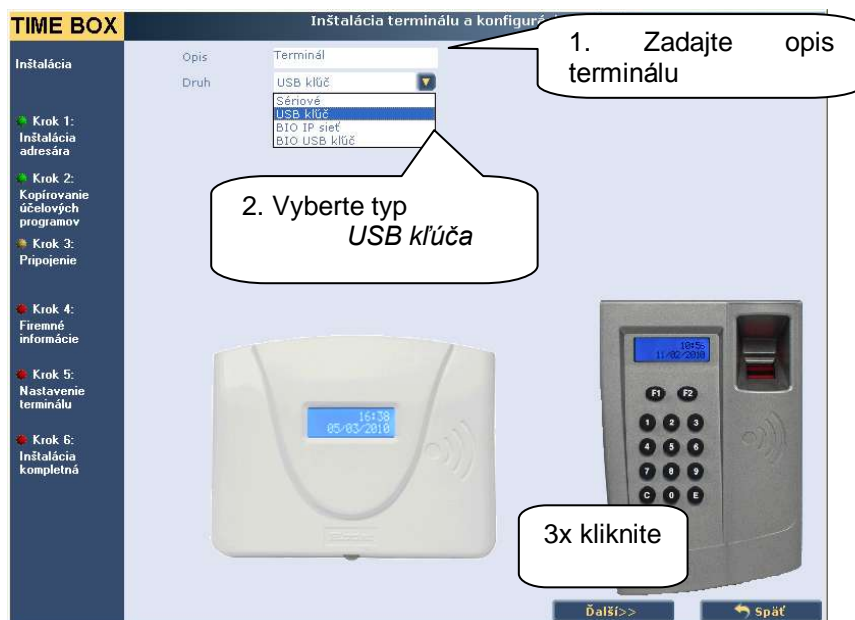 TIME BOX
Inštalácia terminálu a konfigurá
Inštalácia
Opis
Terminál
Druh
USB kľúč
Sériové
USB kľúč
BIO IP sieť
BIO USB kľúč
1. Zadajte opis
terminálu
2. Vyberte typ
USB kľúča
Krok 1:
Inštalácia
adresára
Krok 2:
Kopírovanie
účelových
programov
Krok 3:
Pripojenie
Krok 4:
Firemné
informácie
Krok 5:
Nastavenie
terminálu
Krok 6:
Inštalácia
kompletná
16:38
05/03/2010
10:56
11/02/2010
F1 F2
1 2 3
4 5 6
7 8 9
C 0 E
3x kliknite
Ďalší>>
Späť